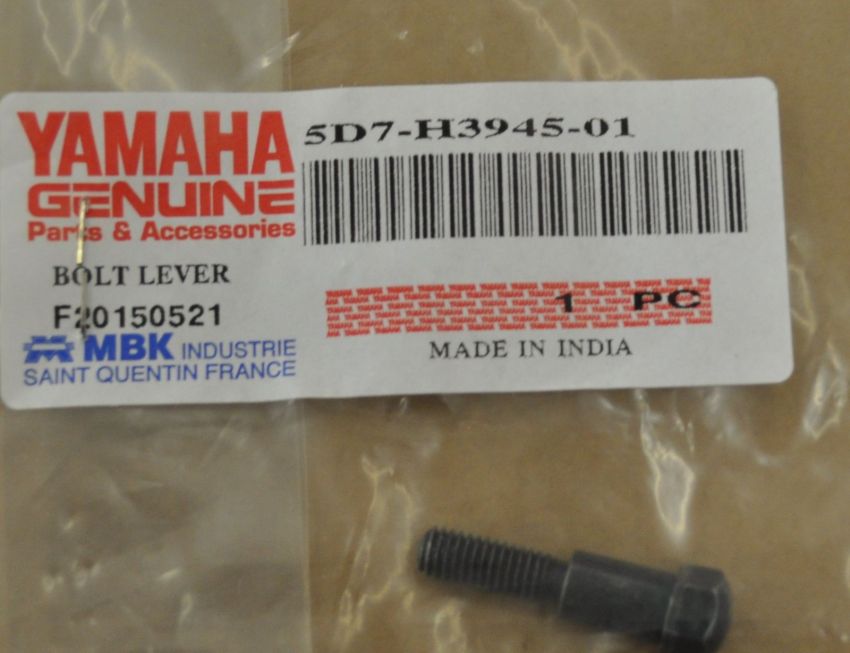 YAMAHA
GENUINE
Parts & Accessories
5D7-H3945-01
BOLT LEVER
F20150521
1 PC
MBK INDUSTRIE
SAINT QUENTIN FRANCE
MADE IN INDIA